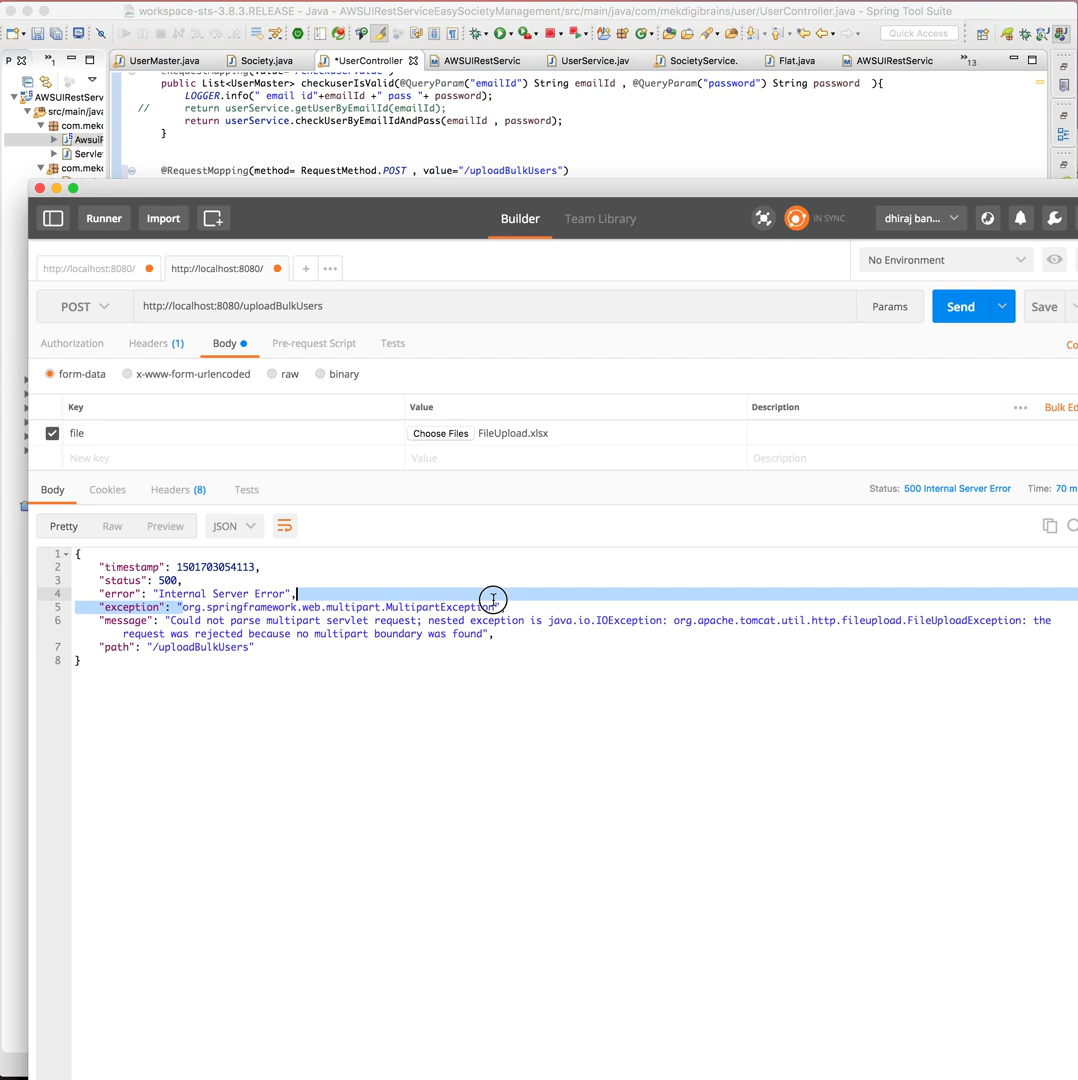 workspace-sts-3.8.3.RELEASE - Java - AWSUIRestServiceEasySocietyManagement/src/main/java/com/mekdigibrains/user/UserController.java - Spring Tool Suite
Quick Access
P
UserMaster.java
Society.java
*UserController
AWSUIRestServic
UserService.jav
SocietyService.
Flat.java
AWSUIRestServic
»13
AWSUIRestServ
src/main/java
com.mekd
Awsuil
Servlet
com.mekd
public List<UserMaster> checkuserIsValid(@QueryParam("emailId") String emailId , @QueryParam("password") String password  ){
LOGGER.info(" email id"+emailId +" pass "+ password);
//      return userService.getUserByEmailId(emailId);
return userService.checkUserByEmailIdAndPass(emailId , password);
}
@RequestMapping(method= RequestMethod.POST , value="/uploadBulkUsers")
Runner
Import
Builder
Team Library
IN SYNC
dhiraj ban...
http://localhost:8080/
http://localhost:8080/
+
•••
No Environment
POST
http://localhost:8080/uploadBulkUsers
Params
Send
Save
Authorization
Headers (1)
Body
Pre-request Script
Tests
Co
form-data
x-www-form-urlencoded
raw
binary
Key
Value
Description
•••
Bulk Ed
file
Choose Files FileUpload.xlsx
New key
Value
Description
Body
Cookies
Headers (8)
Tests
Status: 500 Internal Server Error
Time: 70 m
Pretty
Raw
Preview
JSON
1 {
2 "timestamp": 1501703054113,
3 "status": 500,
4 "error": "Internal Server Error",
5 "exception": "org.springframework.web.multipart.MultipartException",
6 "message": "Could not parse multipart servlet request; nested exception is java.io.IOException: org.apache.tomcat.util.http.fileupload.FileUploadException: the
request was rejected because no multipart boundary was found",
7 "path": "/uploadBulkUsers"
8 }